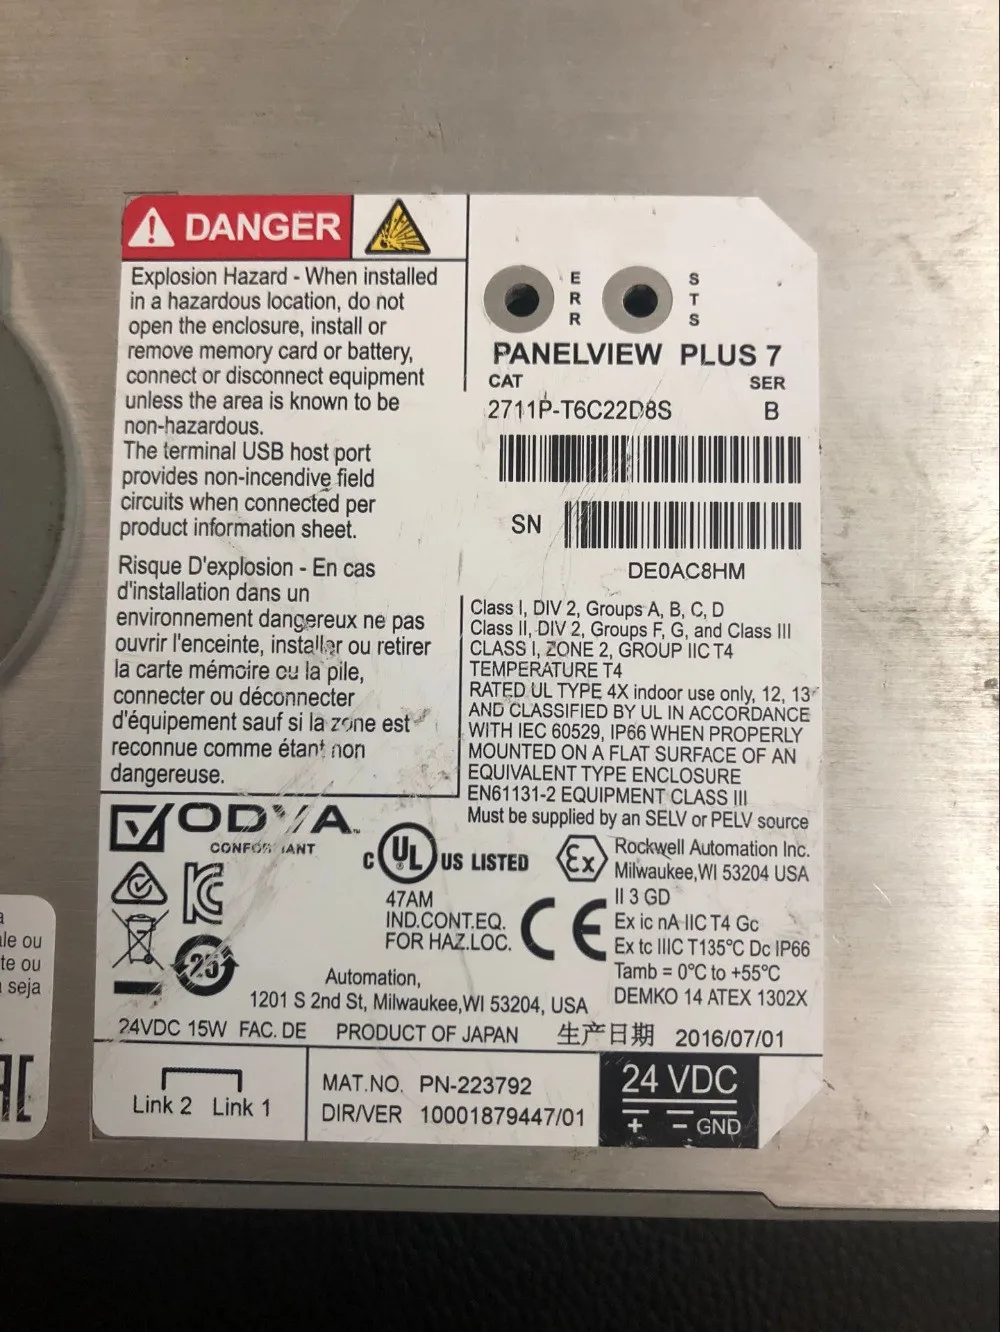 DANGER
Explosion Hazard - When installed
in a hazardous location, do not
open the enclosure, install or
remove memory card or battery,
connect or disconnect equipment
unless the area is known to be
non-hazardous.
The terminal USB host port
provides non-incendive field
circuits when connected per
product information sheet.
Risque D'explosion - En cas
d'installation dans un
environnement dangereux ne pas
ouvrir l'enceinte, installer ou retirer
la carte mémoire ou la pile,
connecter ou déconnecter
d'équipement sauf si la zone est
reconnue comme étant non
dangereuse.
ERR STS
PANELVIEW PLUS 7
CAT SER
2711P-T6C22D8S B
SN
DE0AC8HM
Class I, DIV 2, Groups A, B, C, D
Class II, DIV 2, Groups F, G, and Class III
CLASS I, ZONE 2, GROUP IIC T4
TEMPERATURE T4
RATED UL TYPE 4X indoor use only, 12, 13
AND CLASSIFIED BY UL IN ACCORDANCE
WITH IEC 60529, IP66 WHEN PROPERLY
MOUNTED ON A FLAT SURFACE OF AN
EQUIVALENT TYPE ENCLOSURE
EN61131-2 EQUIPMENT CLASS III
Must be supplied by an SELV or PELV source
ODVA
CONFORMANT
C UL US LISTED
47AM
IND.CONT.EQ.
FOR HAZ.LOC.
CE
Ex
Rockwell Automation Inc.
Milwaukee,WI 53204 USA
II 3 GD
Ex ic nA IIC T4 Gc
Ex tc IIIC T135°C Dc IP66
Tamb = 0°C to +55°C
DEMKO 14 ATEX 1302X
25
Automation,
1201 S 2nd St, Milwaukee,WI 53204, USA
24VDC 15W FAC. DE PRODUCT OF JAPAN 生产日期 2016/07/01
Link 2 Link 1
MAT.NO. PN-223792
DIR/VER 10001879447/01
24 VDC
+ - GND
ou
te ou
seja